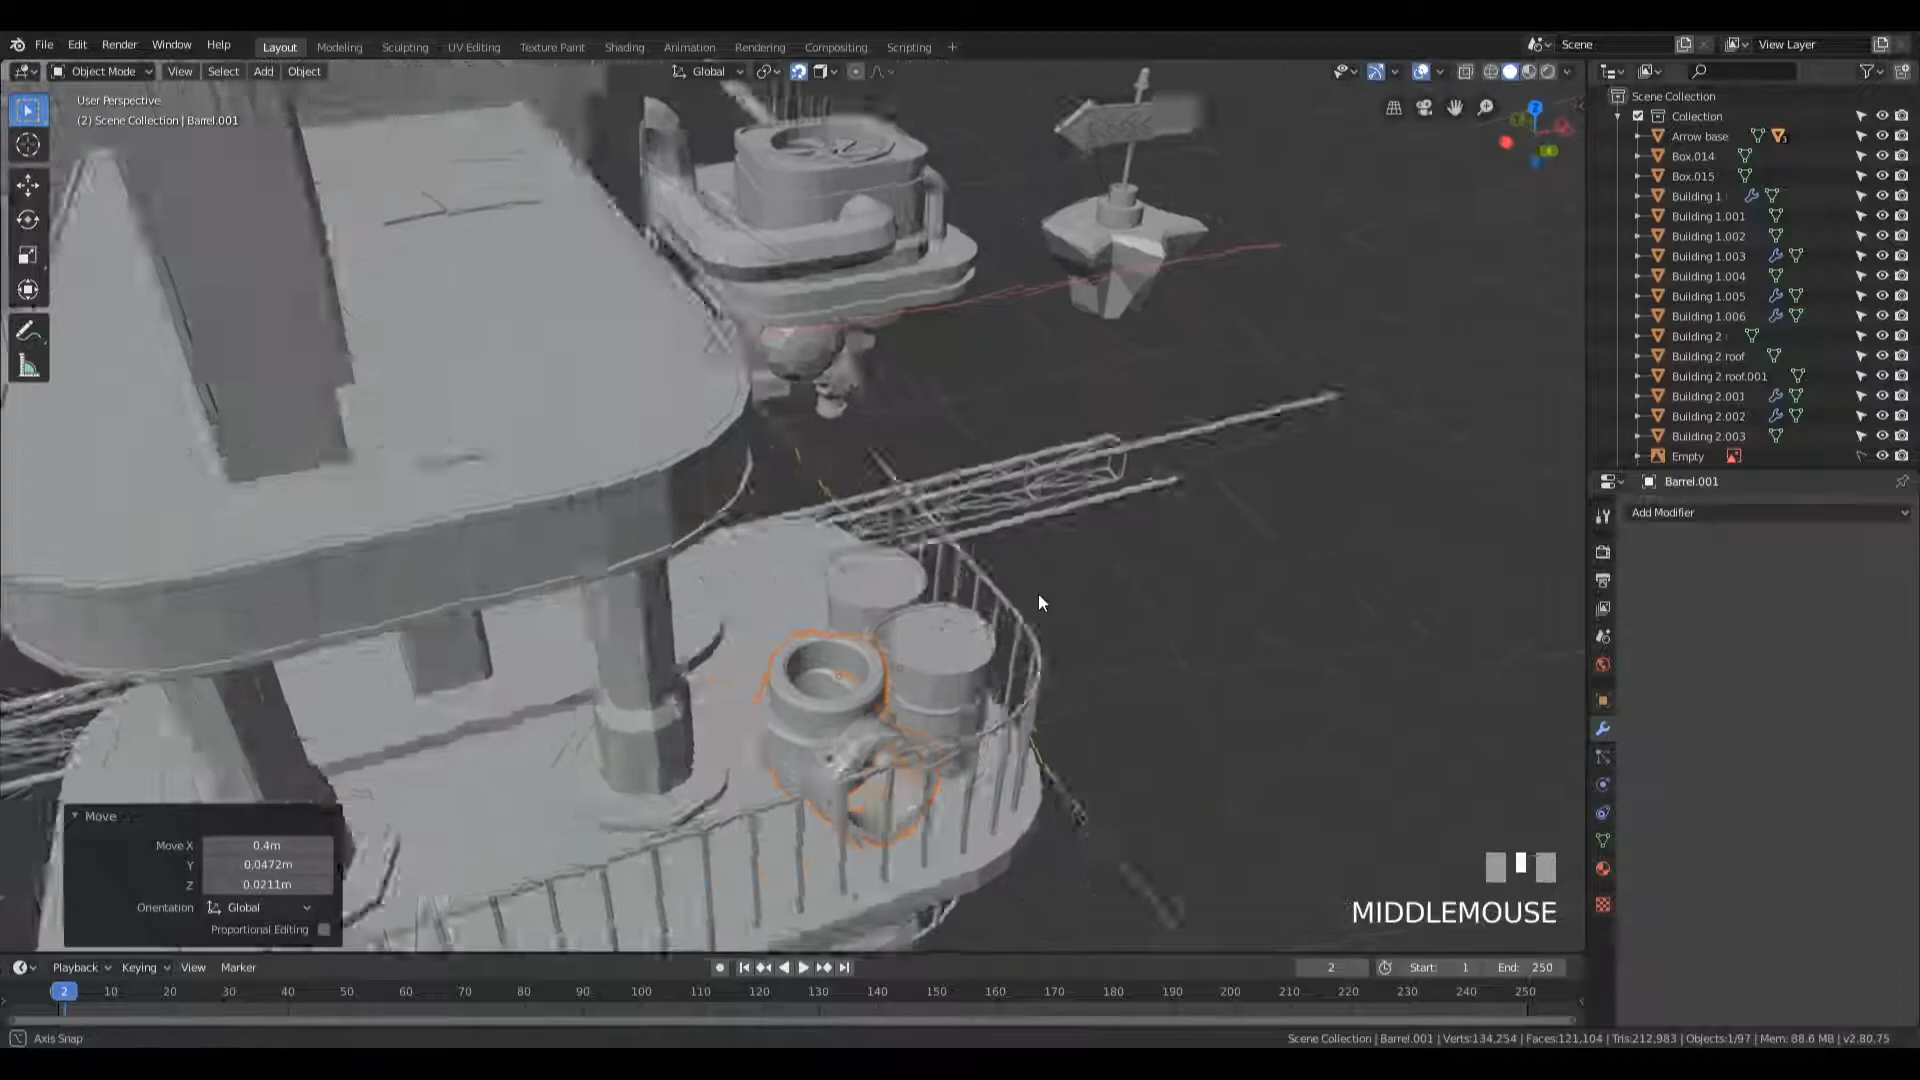 File Edit Render Window Help
Layout Modeling Sculpting UV Editing Texture Paint Shading Animation Rendering Compositing Scripting +
Scene
View Layer
Object Mode View Select Add Object
Global
User Perspective
(2) Scene Collection | Barrel.001
Scene Collection
Collection
Arrow base
Box.014
Box.015
Building 1
Building 1.001
Building 1.002
Building 1.003
Building 1.004
Building 1.005
Building 1.006
Building 2
Building 2 roof
Building 2 roof.001
Building 2.001
Building 2.002
Building 2.003
Empty
Barrel.001
Add Modifier
Move
Move X 0.4m
Y 0.0472m
Z 0.0211m
Orientation Global
Proportional Editing
MIDDLEMOUSE
Playback Keying View Marker
2 Start: 1 End: 250
2 10 20 30 40 50 60 70 80 90 100 110 120 130 140 150 160 170 180 190 200 210 220 230 240 250
Axis Snap
Scene Collection | Barrel.001 | Verts:134,254 | Faces:121,104 | Tris:212,983 | Objects:1/97 | Mem: 88.6 MB | v2.80.75